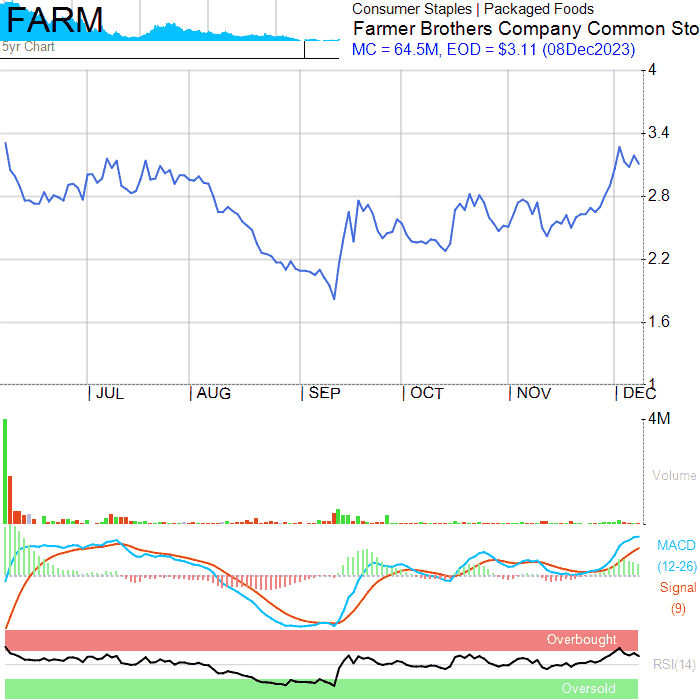 FARM
5yr Chart
Consumer Staples | Packaged Foods
Farmer Brothers Company Common Sto
MC = 64.5M, EOD = $3.11 (08Dec2023)
4
3.4
2.8
2.2
1.6
1
| JUL | AUG | SEP | OCT | NOV | DEC
4M
Volume
MACD
(12-26)
Signal
(9)
Overbought
RSI(14)
Oversold